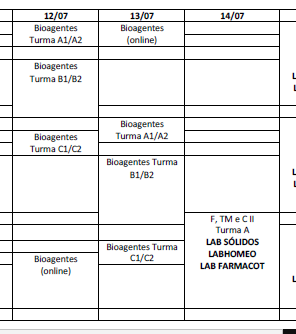 12/07 13/07 14/07
Bioagentes
Turma A1/A2
Bioagentes
(online)
Bioagentes
Turma B1/B2
Bioagentes
Turma A1/A2
Bioagentes
Turma C1/C2
Bioagentes Turma
B1/B2
F, TM e C II
Turma A
LAB SÓLIDOS
LABHOMEO
LAB FARMACOT
Bioagentes Turma
C1/C2
Bioagentes
(online)